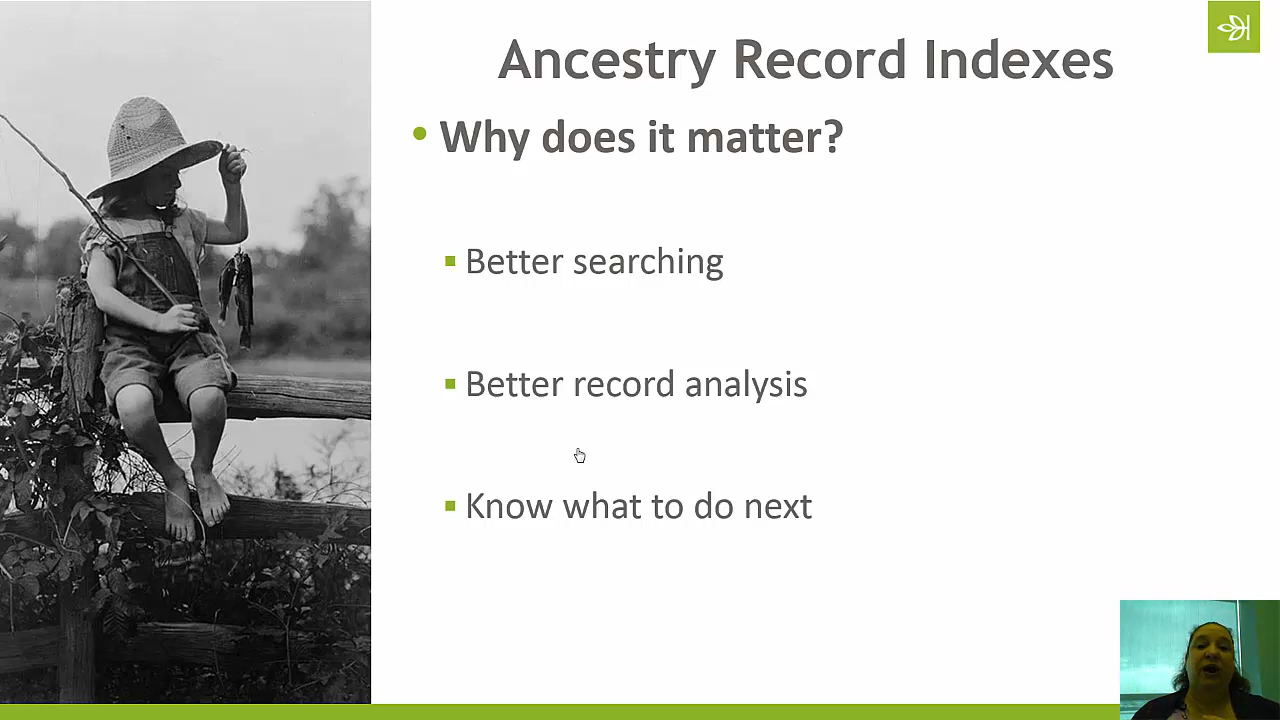 Ancestry Record Indexes
Why does it matter?
Better searching
Better record analysis
Know what to do next